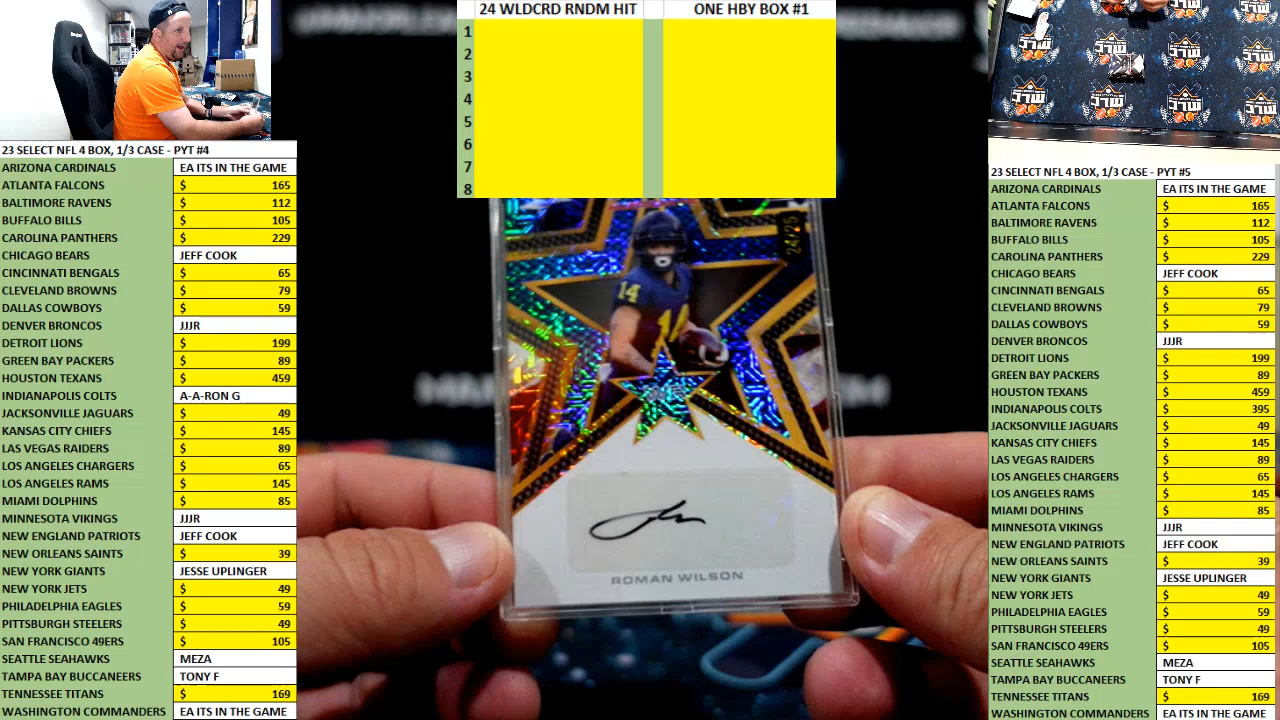 24 WLDCRD RNDM HIT ONE HBY BOX #1
1
2
3
4
5
6
7
8
23 SELECT NFL 4 BOX, 1/3 CASE - PYT #4
ARIZONA CARDINALS EA ITS IN THE GAME
ATLANTA FALCONS $ 165
BALTIMORE RAVENS $ 112
BUFFALO BILLS $ 105
CAROLINA PANTHERS $ 229
CHICAGO BEARS JEFF COOK
CINCINNATI BENGALS $ 65
CLEVELAND BROWNS $ 79
DALLAS COWBOYS $ 59
DENVER BRONCOS JJJR
DETROIT LIONS $ 199
GREEN BAY PACKERS $ 89
HOUSTON TEXANS $ 459
INDIANAPOLIS COLTS A-A-RON G
JACKSONVILLE JAGUARS $ 49
KANSAS CITY CHIEFS $ 145
LAS VEGAS RAIDERS $ 89
LOS ANGELES CHARGERS $ 65
LOS ANGELES RAMS $ 145
MIAMI DOLPHINS $ 85
MINNESOTA VIKINGS JJJR
NEW ENGLAND PATRIOTS JEFF COOK
NEW ORLEANS SAINTS $ 39
NEW YORK GIANTS JESSE UPLINGER
NEW YORK JETS $ 49
PHILADELPHIA EAGLES $ 59
PITTSBURGH STEELERS $ 49
SAN FRANCISCO 49ERS $ 105
SEATTLE SEAHAWKS MEZA
TAMPA BAY BUCCANEERS TONY F
TENNESSEE TITANS $ 169
WASHINGTON COMMANDERS EA ITS IN THE GAME
14
14
ROMAN WILSON
23 SELECT NFL 4 BOX, 1/3 CASE - PYT #5
ARIZONA CARDINALS EA ITS IN THE GAME
ATLANTA FALCONS $ 165
BALTIMORE RAVENS $ 112
BUFFALO BILLS $ 105
CAROLINA PANTHERS $ 229
CHICAGO BEARS JEFF COOK
CINCINNATI BENGALS $ 65
CLEVELAND BROWNS $ 79
DALLAS COWBOYS $ 59
DENVER BRONCOS JJJR
DETROIT LIONS $ 199
GREEN BAY PACKERS $ 89
HOUSTON TEXANS $ 459
INDIANAPOLIS COLTS $ 395
JACKSONVILLE JAGUARS $ 49
KANSAS CITY CHIEFS $ 145
LAS VEGAS RAIDERS $ 89
LOS ANGELES CHARGERS $ 65
LOS ANGELES RAMS $ 145
MIAMI DOLPHINS $ 85
MINNESOTA VIKINGS JJJR
NEW ENGLAND PATRIOTS JEFF COOK
NEW ORLEANS SAINTS $ 39
NEW YORK GIANTS JESSE UPLINGER
NEW YORK JETS $ 49
PHILADELPHIA EAGLES $ 59
PITTSBURGH STEELERS $ 49
SAN FRANCISCO 49ERS $ 105
SEATTLE SEAHAWKS MEZA
TAMPA BAY BUCCANEERS TONY F
TENNESSEE TITANS $ 169
WASHINGTON COMMANDERS EA ITS IN THE GAME